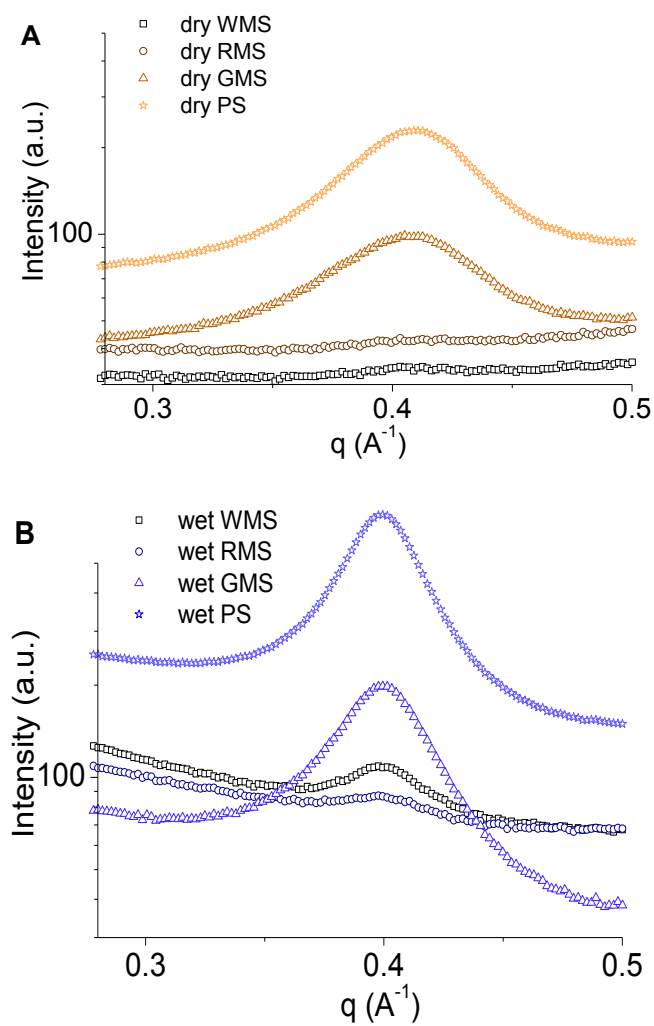 A
dry WMS
dry RMS
dry GMS
dry PS
Intensity (a.u.)
100
0.3
0.4
0.5
q (A⁻¹)
B
wet WMS
wet RMS
wet GMS
wet PS
Intensity (a.u.)
100
0.3
0.4
0.5
q (A⁻¹)